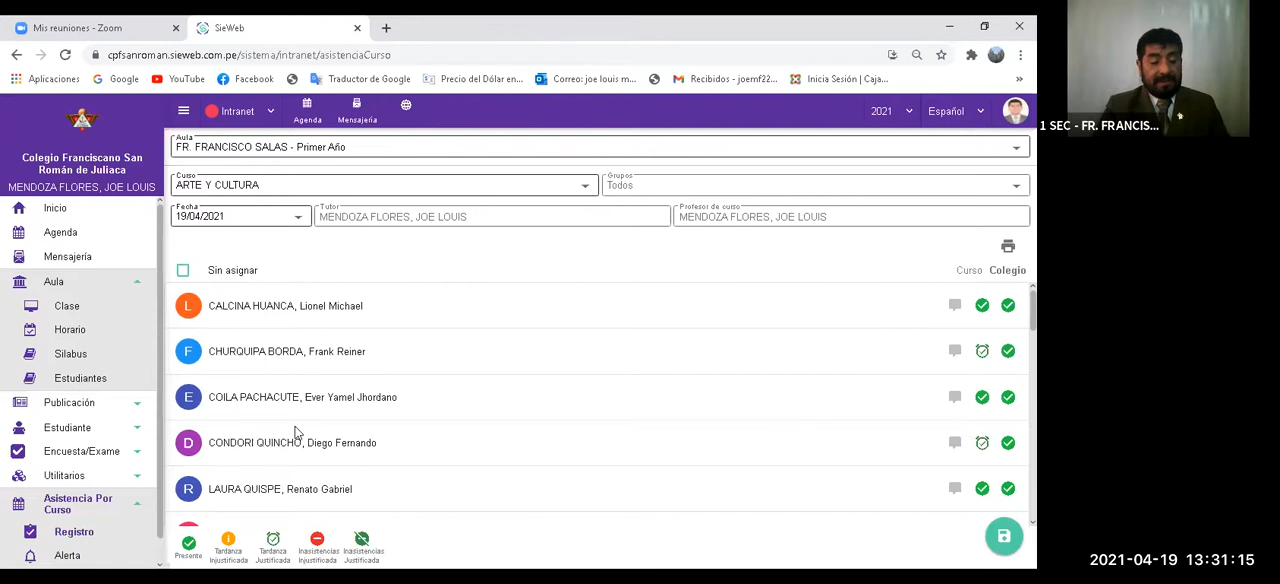 Mis reuniones - Zoom
SieWeb
cpfsanroman.sieweb.com.pe/sistema/intranet/asistenciaCurso
Aplicaciones
Google
YouTube
Facebook
Traductor de Google
Precio del Dólar en...
Correo: joe louis m...
Recibidos - joemf22...
Inicia Sesión | Caja...
»
Intranet
Agenda
Mensajería
2021
Español
1 SEC - FR. FRANCIS...
Colegio Franciscano San
Román de Juliaca
MENDOZA FLORES, JOE LOUIS
Inicio
Agenda
Mensajería
Aula
Clase
Horario
Silabus
Estudiantes
Publicación
Estudiante
Encuesta/Exame
Utilitarios
Asistencia Por
Curso
Registro
Alerta
Aula
FR. FRANCISCO SALAS - Primer Año
Curso
ARTE Y CULTURA
Grupos
Todos
Fecha
19/04/2021
Tutor
MENDOZA FLORES, JOE LOUIS
Profesor de curso
MENDOZA FLORES, JOE LOUIS
Sin asignar
Curso Colegio
L CALCINA HUANCA, Lionel Michael
F CHURQUIPA BORDA, Frank Reiner
E COILA PACHACUTE, Ever Yamel Jhordano
D CONDORI QUINCHO, Diego Fernando
R LAURA QUISPE, Renato Gabriel
Presente
Tardanza
Injustificada
Tardanza
Justificada
Inasistencias
Injustificada
Inasistencias
Justificada
2021-04-19 13:31:15